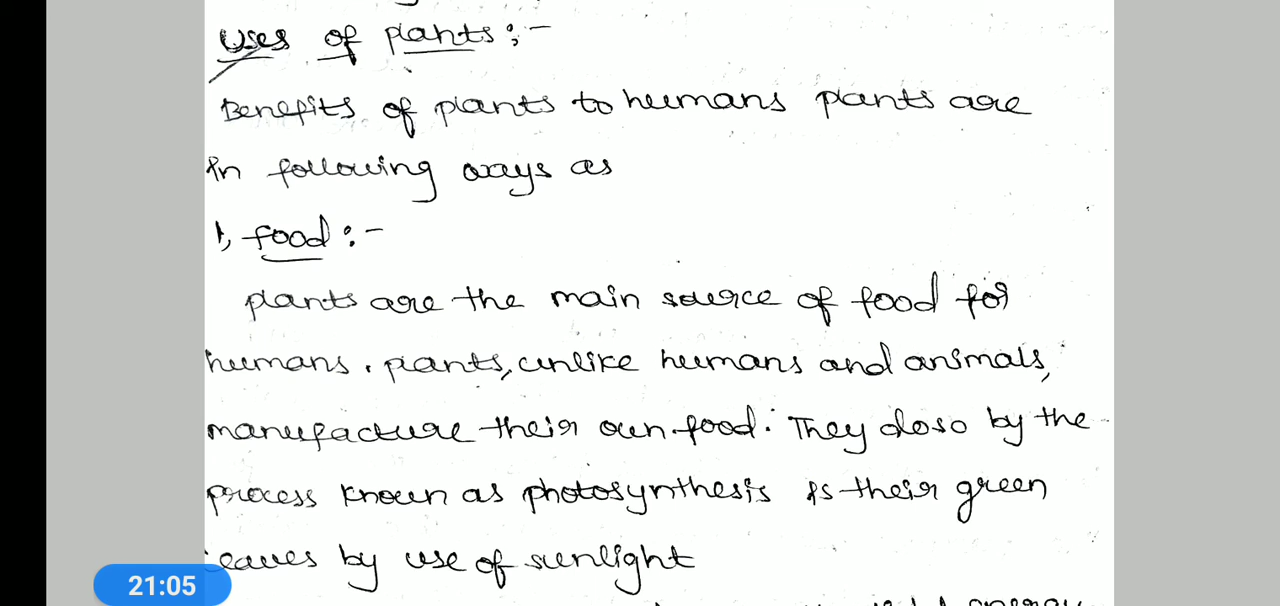 Uses of plants :-
Benefits of plants to humans plants are
In following ways as
1, food :-
plants are the main source of food for
humans. plants, unlike humans and animals,
manufacture their own food. They doso by the
process known as photosynthesis is their green
eaves by use of sunlight
21:05
energy